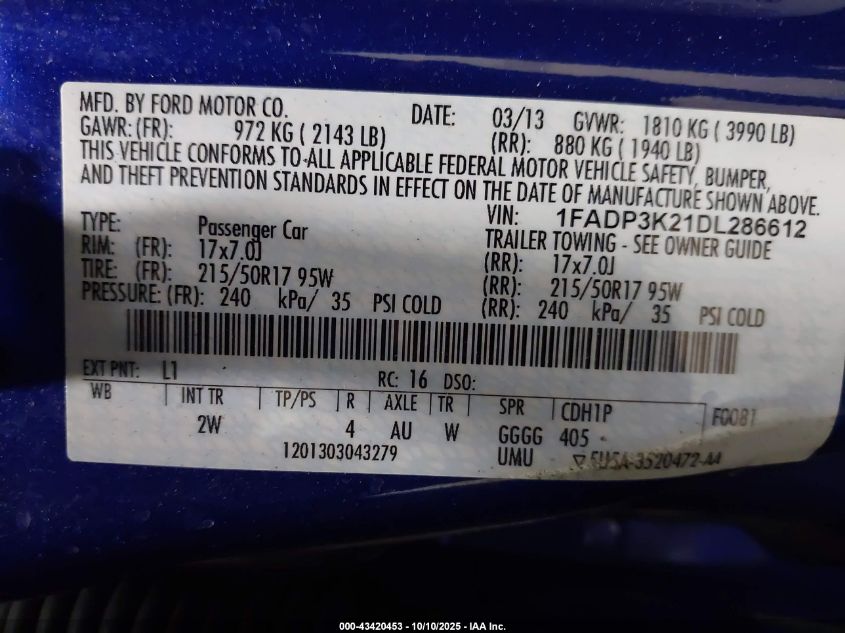 MFD. BY FORD MOTOR CO. DATE: 03/13 GVWR: 1810 KG ( 3990 LB)
GAWR: (FR): 972 KG ( 2143 LB) (RR): 880 KG ( 1940 LB)
THIS VEHICLE CONFORMS TO ALL APPLICABLE FEDERAL MOTOR VEHICLE SAFETY, BUMPER,
AND THEFT PREVENTION STANDARDS IN EFFECT ON THE DATE OF MANUFACTURE SHOWN ABOVE.
VIN: 1FADP3K21DL286612
TYPE: Passenger Car TRAILER TOWING - SEE OWNER GUIDE
RIM: (FR): 17x7.0J (RR): 17x7.0J
TIRE: (FR): 215/50R17 95W (RR): 215/50R17 95W
PRESSURE: (FR): 240 kPa/ 35 PSI COLD (RR): 240 kPa/ 35 PSI COLD
EXT PNT: L1 RC: 16 DSO:
WB INT TR TP/PS R AXLE TR SPR CDH1P F0081
2W 4 AU W GGGG 405
1201303043279 UMU 5USA-3520472-AA
000-43420453 - 10/10/2025 - IAA Inc.